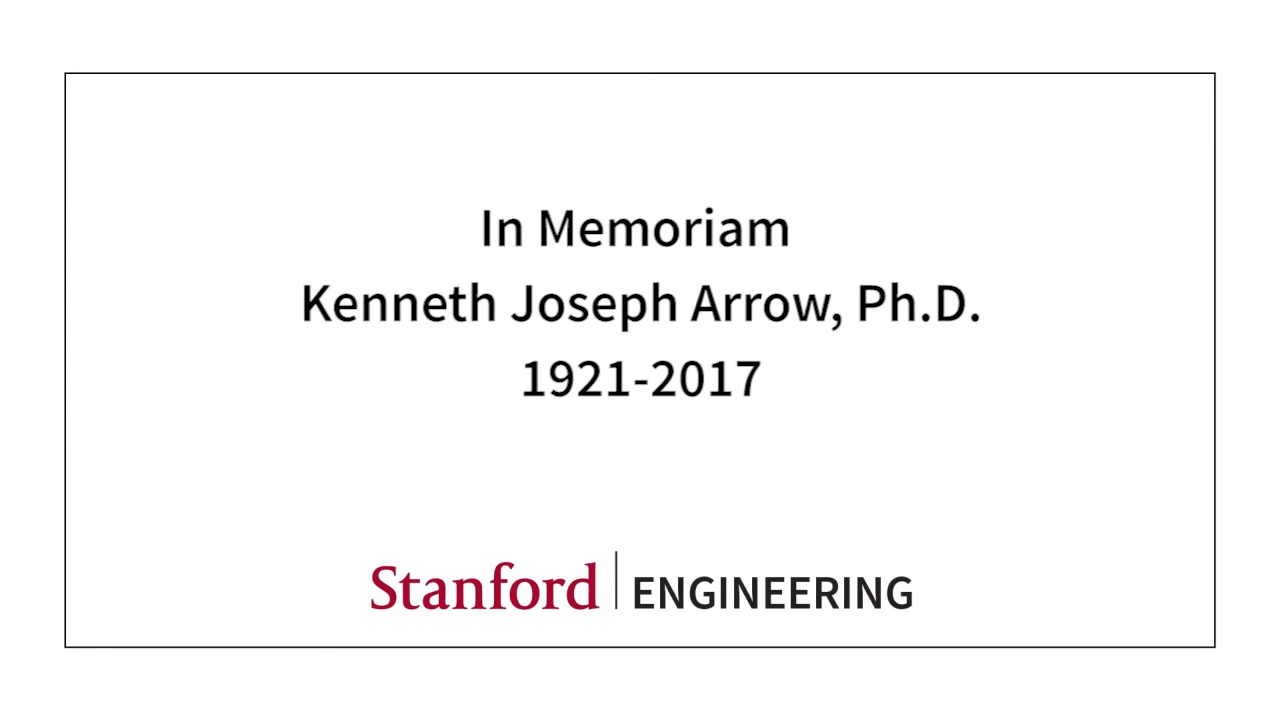 In Memoriam
Kenneth Joseph Arrow, Ph.D.
1921-2017
Stanford ENGINEERING